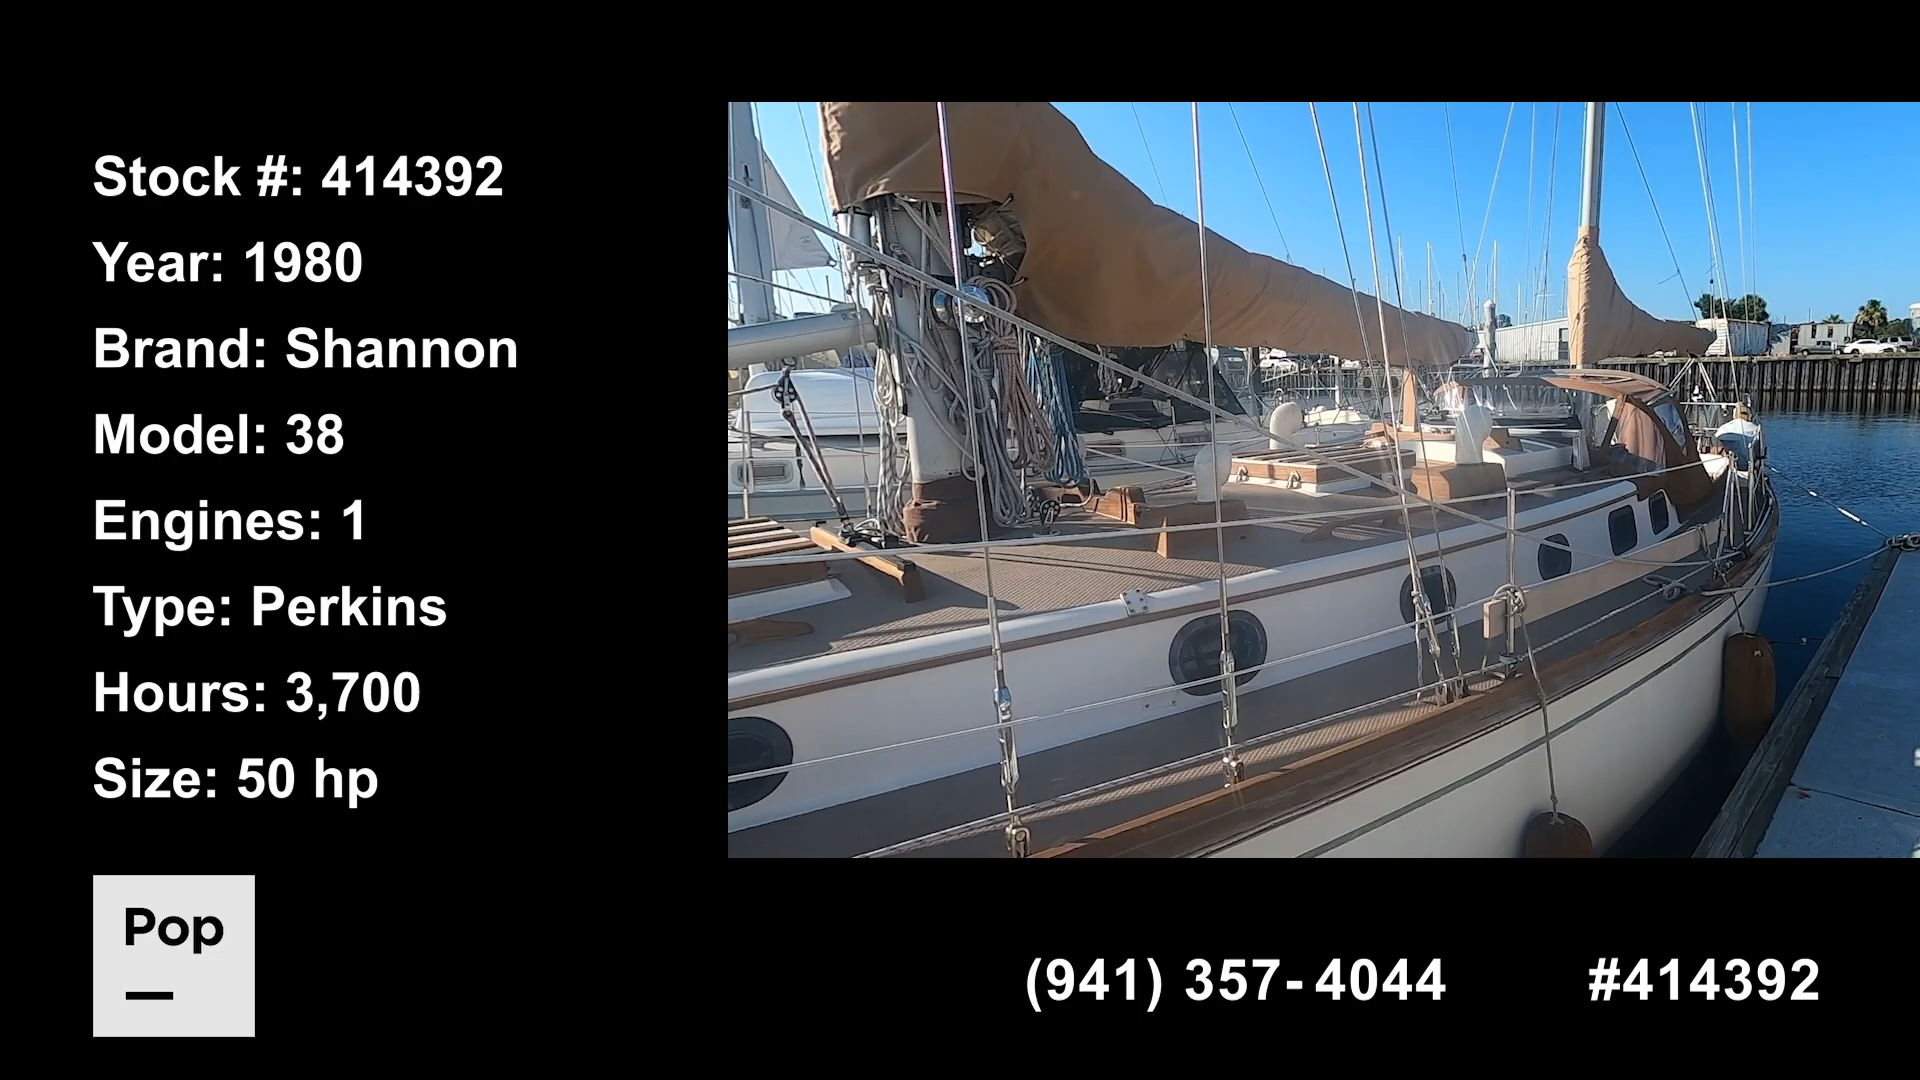 Stock #: 414392
Year: 1980
Brand: Shannon
Model: 38
Engines: 1
Type: Perkins
Hours: 3,700
Size: 50 hp
Pop
(941) 357-4044
#414392